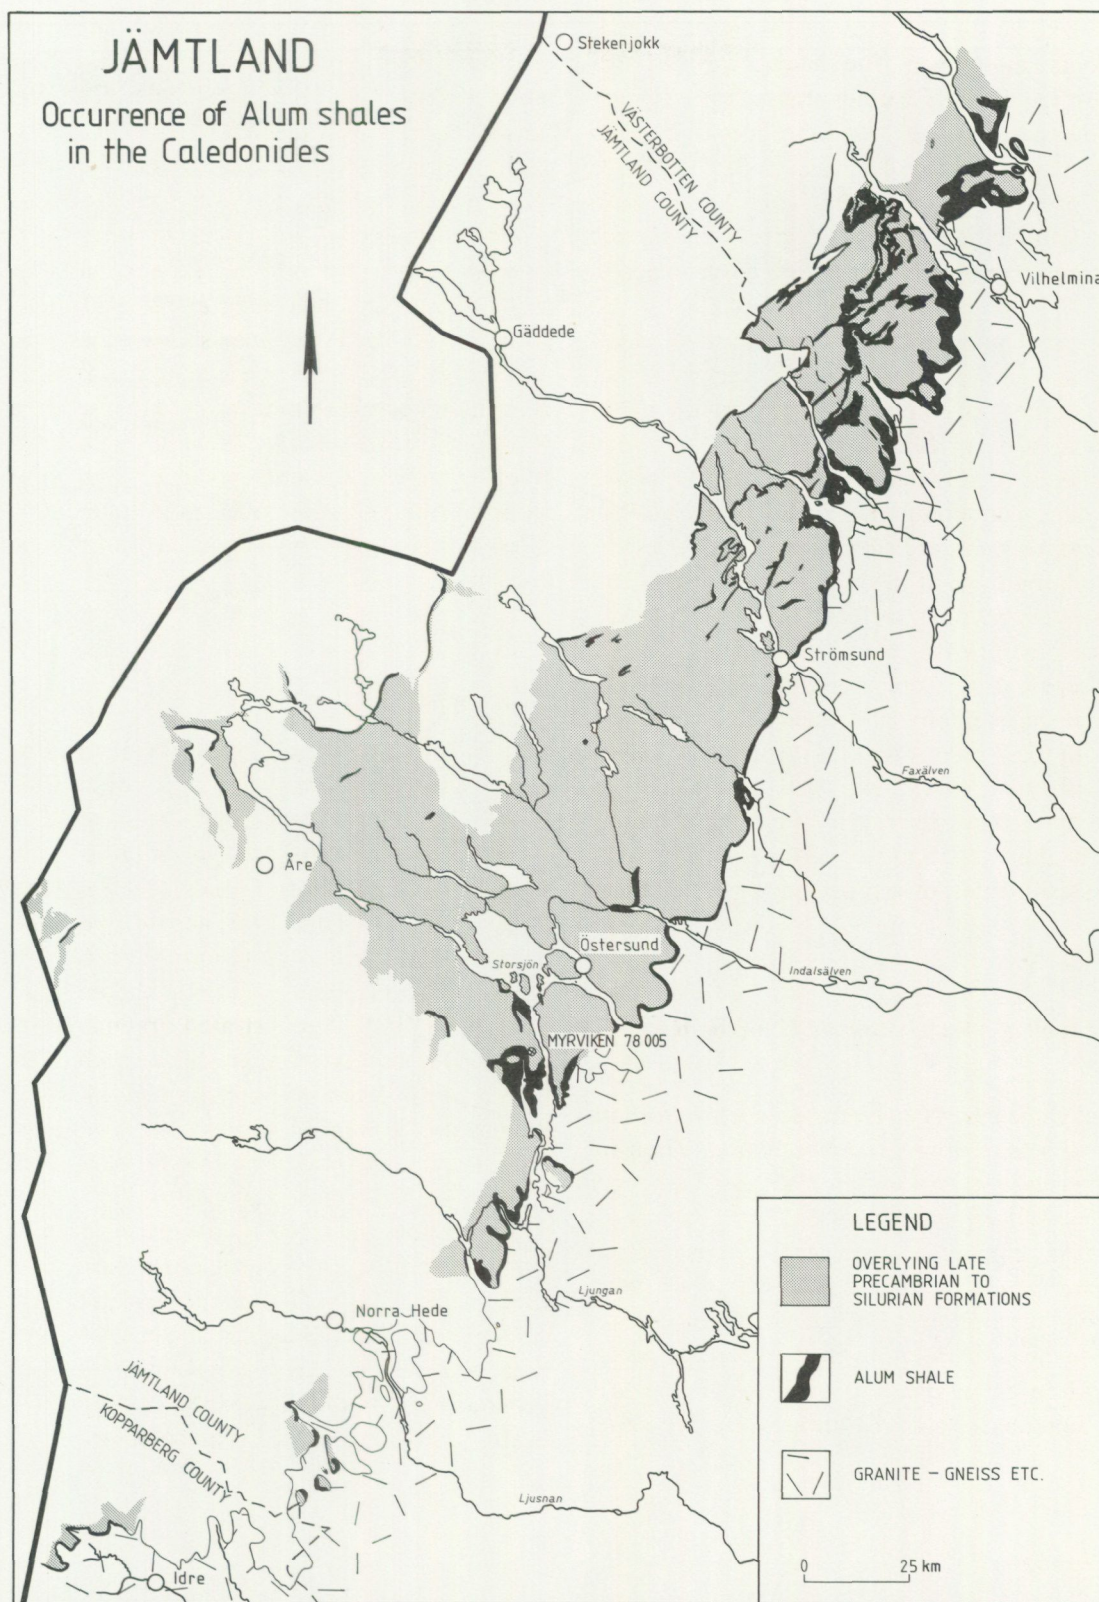 JÄMTLAND
Occurrence of Alum shales
in the Caledonides
Stekenjokk
VÄSTERBOTTEN COUNTY
JÄMTLAND COUNTY
Vilhelmina
Gäddede
Strömsund
Faxälven
Åre
Östersund
Storsjön
Indalsälven
MYRVIKEN 78 005
LEGEND
OVERLYING LATE
PRECAMBRIAN TO
SILURIAN FORMATIONS
ALUM SHALE
GRANITE – GNEISS ETC.
0 25 km
Ljungan
Norra Hede
JÄMTLAND COUNTY
KOPPARBERG COUNTY
Ljusnan
Idre